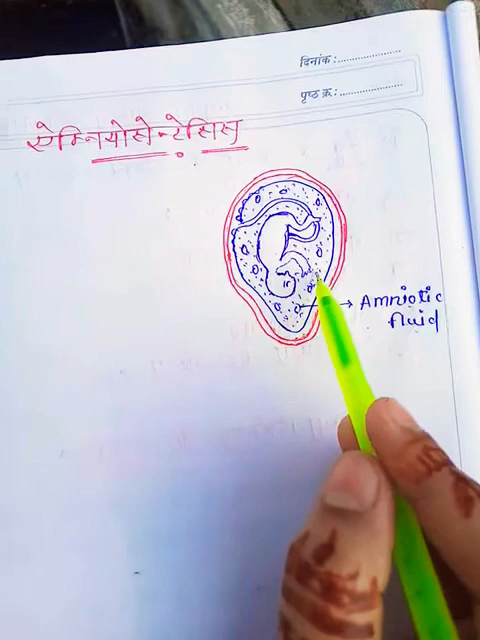 दिनांक :....................
पृष्ठ क्र :....................
ऐम्नियोसेन्टेसिस
Amniotic
fluid